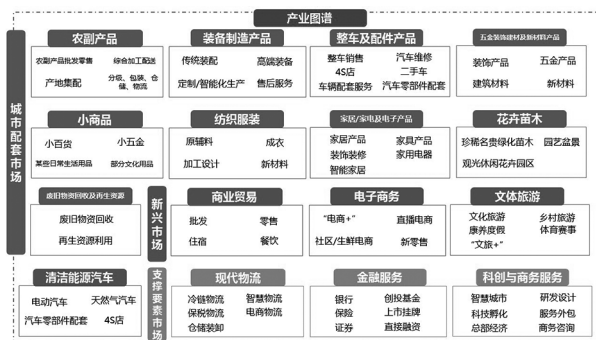 产业图谱
城市配套市场
农副产品
农副产品批发零售 综合加工配送
产地集配 分级、包装、仓储、物流
装备制造产品
传统装配 高端装备
定制/智能化生产 售后服务
整车及配件产品
整车销售 汽车维修
4S店 二手车
车辆配套服务 汽车零部件配套
五金装饰建材及新材料产品
装饰产品 五金产品
建筑材料 新材料
小商品
小百货 小五金
某些日常生活用品 部分文化用品
纺织服装
原辅料 成衣
加工设计 新材料
家居/家电及电子产品
家居产品 家具产品
装饰装修 家用电器
智能家居
花卉苗木
珍稀名贵绿化苗木 园艺盆景
观光休闲花卉园区
废旧物资回收及再生资源
废旧物资回收
再生资源利用
新兴市场
商业贸易
批发 零售
住宿 餐饮
电子商务
“电商+” 直播电商
社区/生鲜电商 新零售
文体旅游
文化旅游 乡村旅游
康养度假 体育赛事
“文旅+”
清洁能源汽车
电动汽车 天然气汽车
汽车零部件配套 4S店
支撑要素市场
现代物流
冷链物流 智慧物流
保税物流 电商物流
仓储装卸
金融服务
银行 创投基金
保险 上市挂牌
证券 直接融资
科创与商务服务
智慧城市 研发设计
科技孵化 服务外包
总部经济 商务咨询